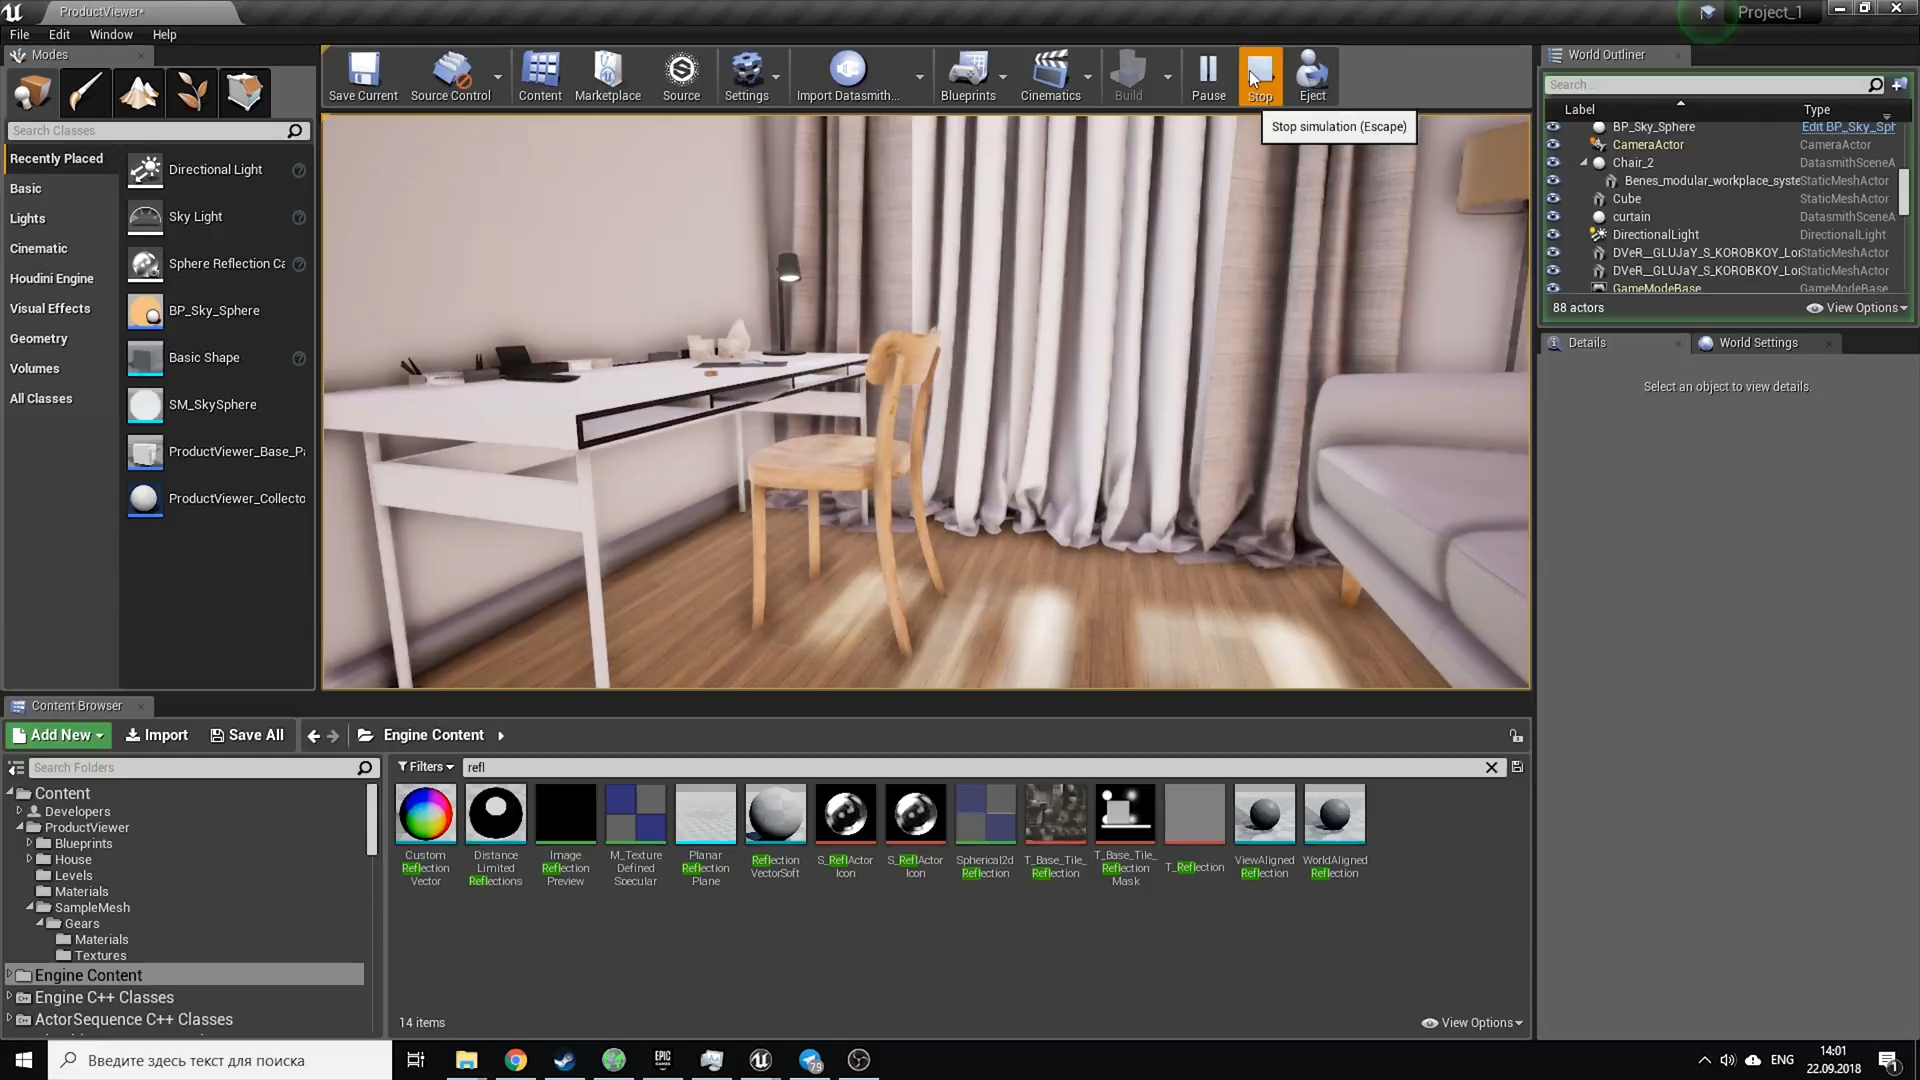 ProductViewer*
Project_1
File
Edit
Window
Help
Modes
Search Classes
Recently Placed
Basic
Lights
Cinematic
Houdini Engine
Visual Effects
Geometry
Volumes
All Classes
Directional Light
Sky Light
Sphere Reflection Ca
BP_Sky_Sphere
Basic Shape
SM_SkySphere
ProductViewer_Base_Pa
ProductViewer_Collecto
Save Current
Source Control
Content
Marketplace
Source
Settings
Import Datasmith...
Blueprints
Cinematics
Build
Pause
Stop
Eject
Stop simulation (Escape)
World Outliner
Search...
Label
Type
BP_Sky_Sphere
Edit BP_Sky_Sph
CameraActor
CameraActor
Chair_2
DatasmithSceneA
Benes_modular_workplace_syste
StaticMeshActor
Cube
StaticMeshActor
curtain
DatasmithSceneA
DirectionalLight
DirectionalLight
DVeR__GLUJaY_S_KOROBKOY_Lo
StaticMeshActor
DVeR__GLUJaY_S_KOROBKOY_Lo
StaticMeshActor
GameModeBase
GameModeBase
88 actors
View Options
Details
World Settings
Select an object to view details.
Content Browser
Add New
Import
Save All
Engine Content
Search Folders
Filters
refl
Content
Developers
ProductViewer
Blueprints
House
Levels
Materials
SampleMesh
Gears
Materials
Textures
Engine Content
Engine C++ Classes
ActorSequence C++ Classes
Custom
Reflection
Vector
Distance
Limited
Reflections
Image
Reflection
Preview
M_Texture
Defined
Specular
Planar
Reflection
Plane
Reflection
VectorSoft
S_ReflActor
Icon
S_ReflActor
Icon
Spherical2d
Reflection
T_Base_Tile_
Reflection
T_Base_Tile_
Reflection
Mask
T_Reflection
ViewAligned
Reflection
WorldAligned
Reflection
14 items
View Options
Введите здесь текст для поиска
EPIC
GAMES
79
ENG
14:01
22.09.2018
1